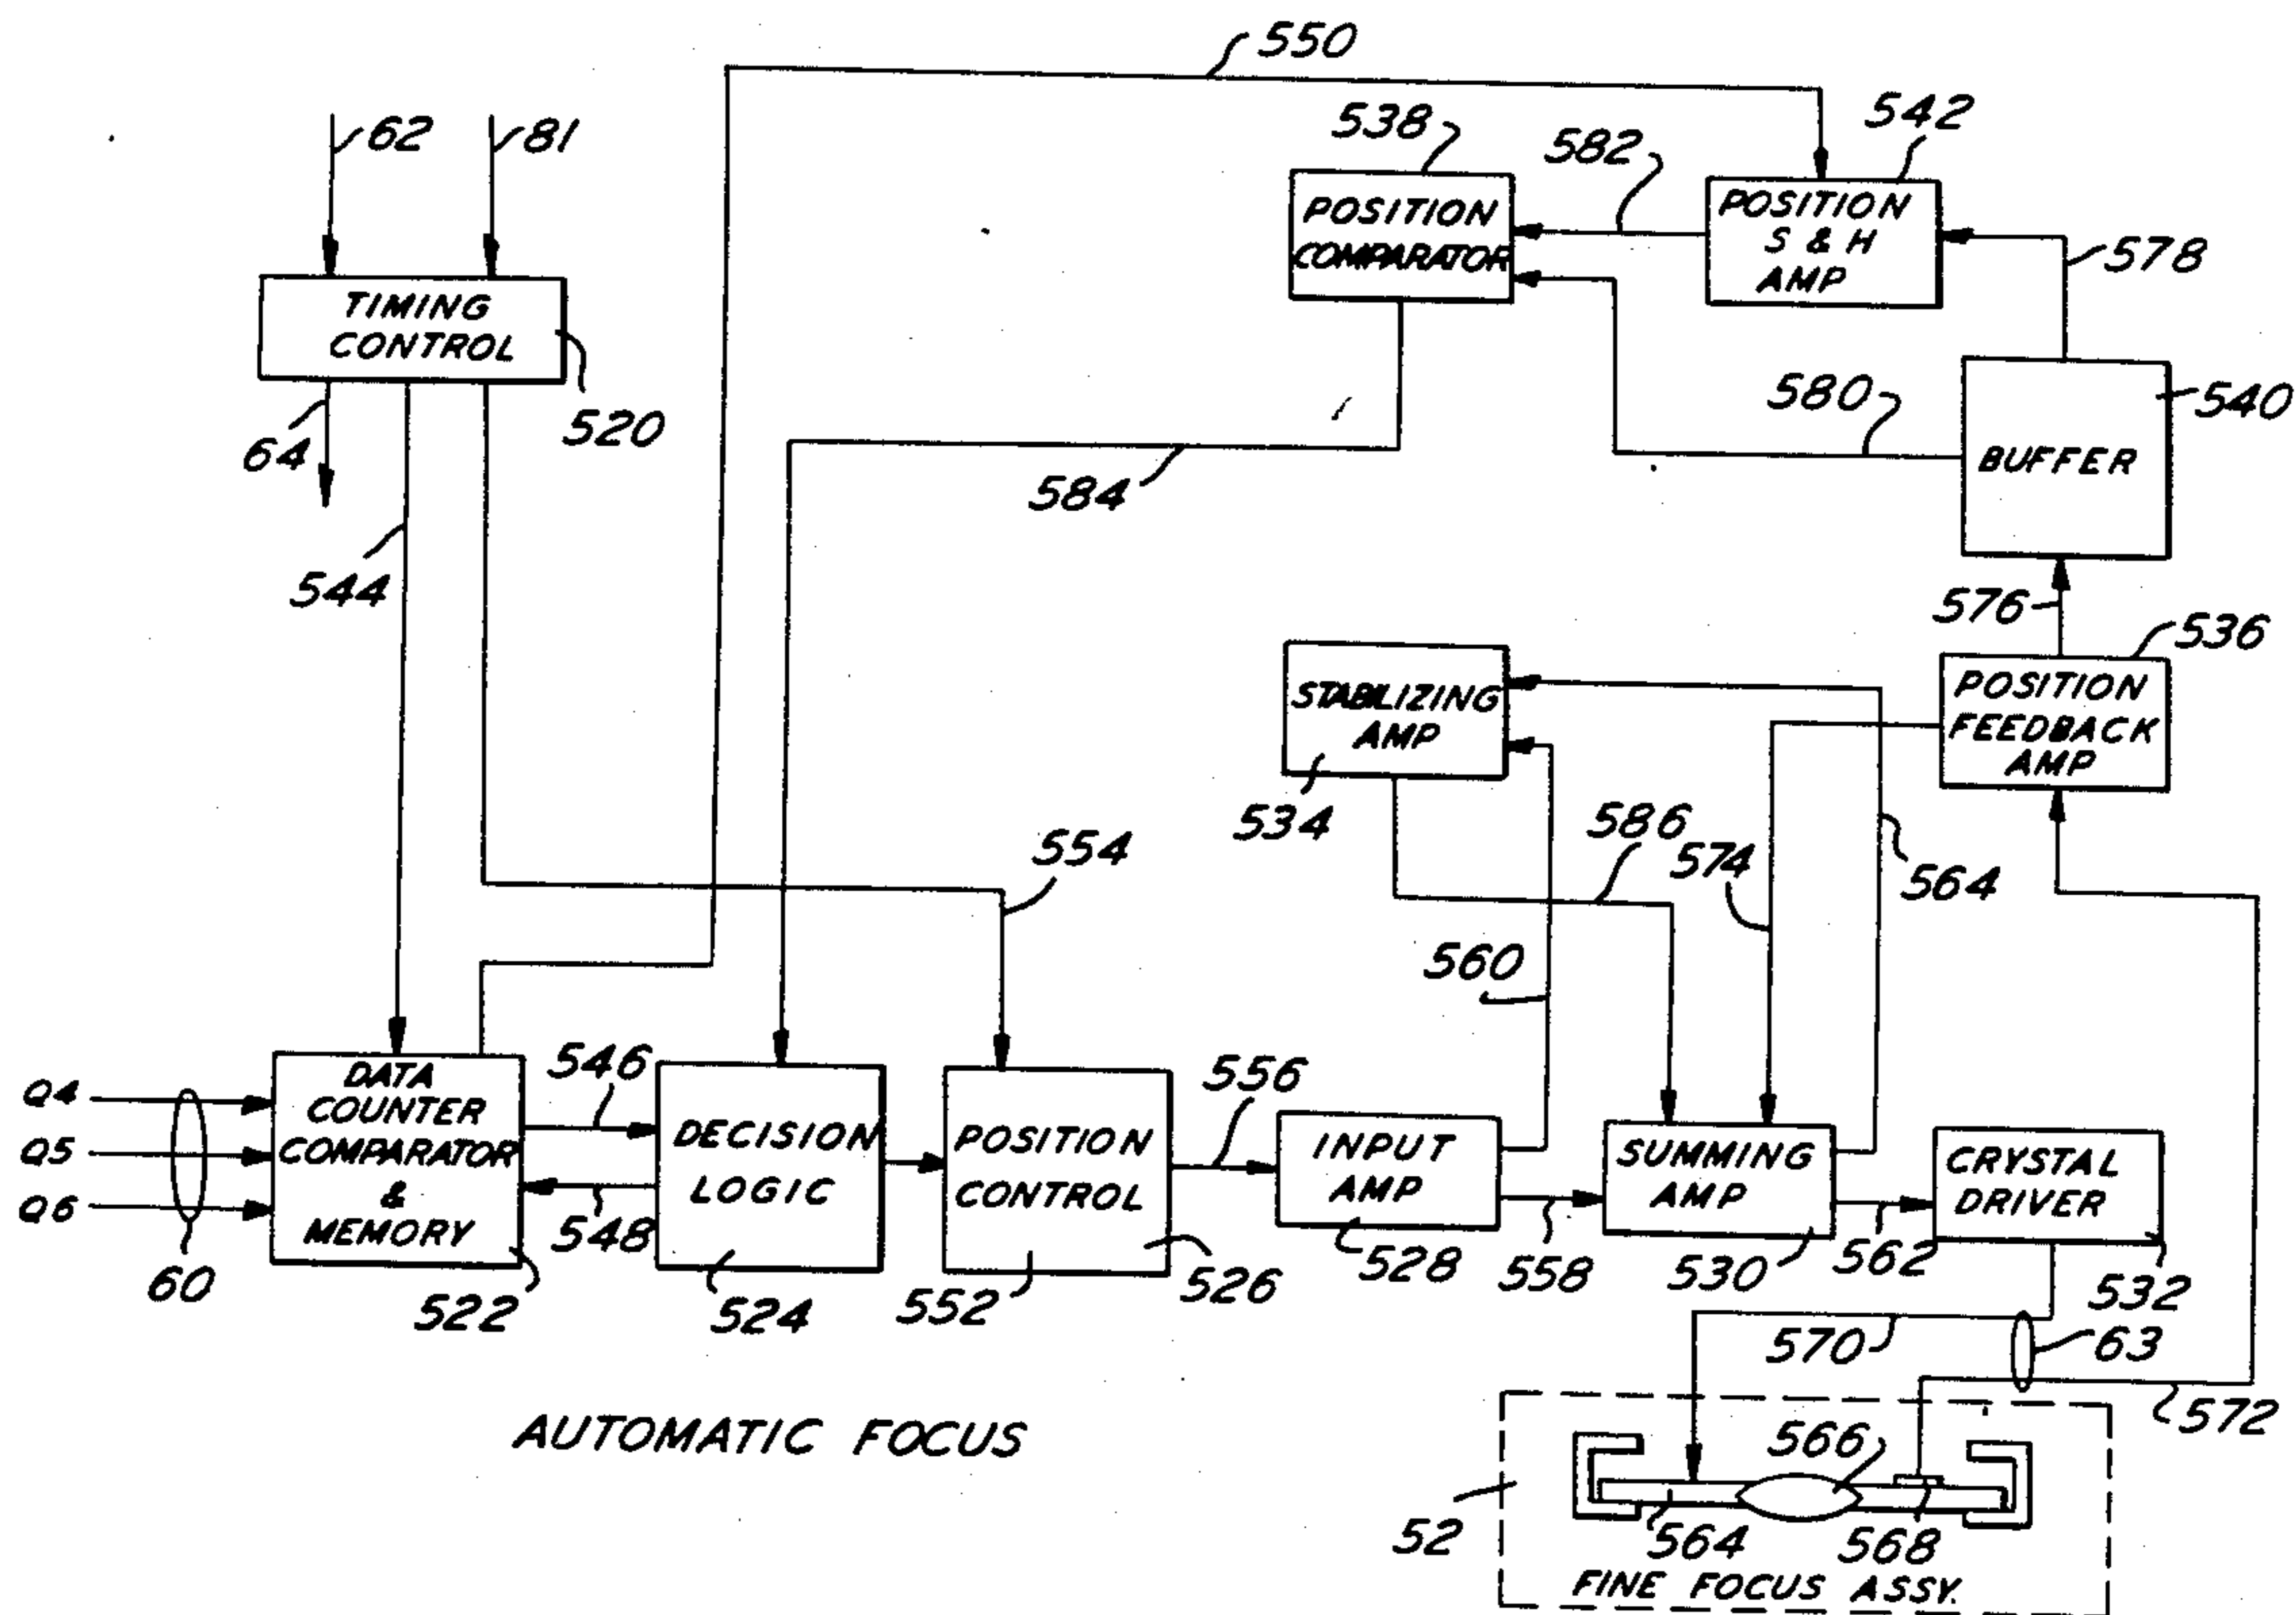 550
62
81
538
582
542
POSITION
COMPARATOR
POSITION
S & H
AMP
578
TIMING
CONTROL
520
64
580
540
BUFFER
584
544
576
536
STABILIZING
AMP
534
POSITION
FEEDBACK
AMP
554
586
574
564
560
Q4
Q5
Q6
60
DATA
COUNTER
COMPARATOR
&
MEMORY
522
546
548
DECISION
LOGIC
524
POSITION
CONTROL
552
526
556
INPUT
AMP
528
558
SUMMING
AMP
530
562
CRYSTAL
DRIVER
532
570
63
572
AUTOMATIC FOCUS
52
566
564
568
FINE FOCUS ASSY.